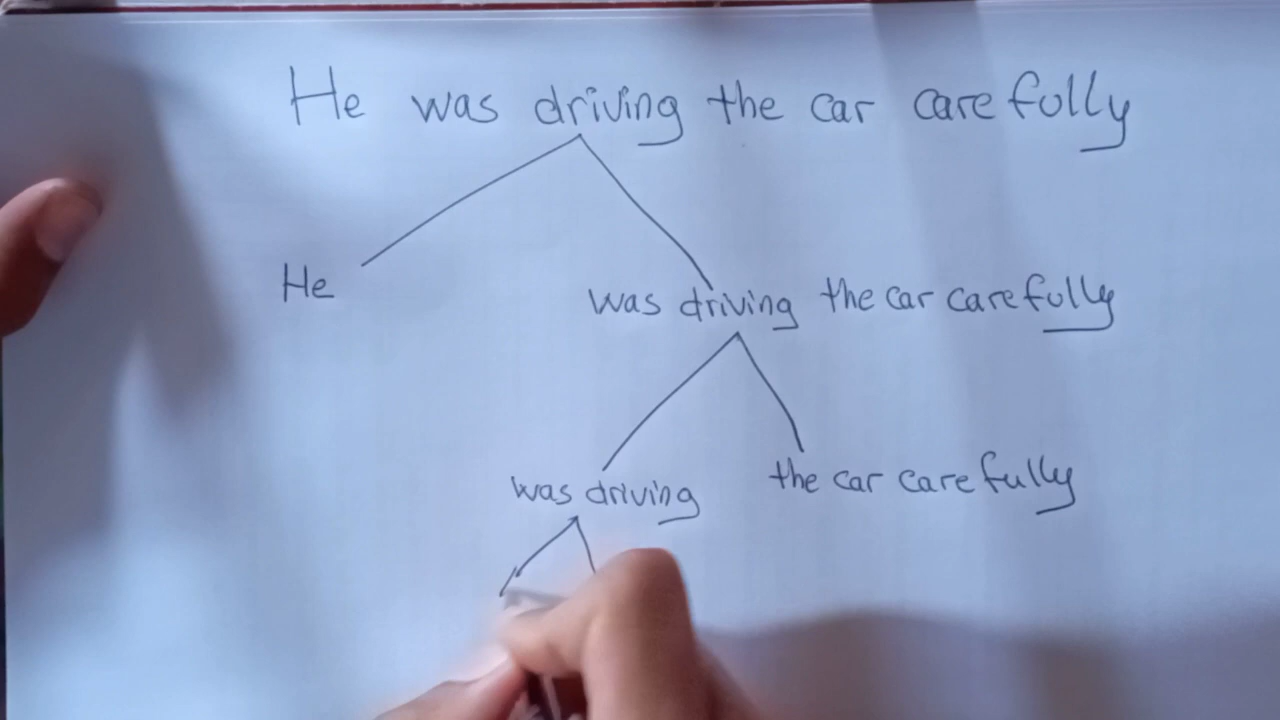 He was driving the car carefully
He
was driving the car carefully
was driving
the car carefully